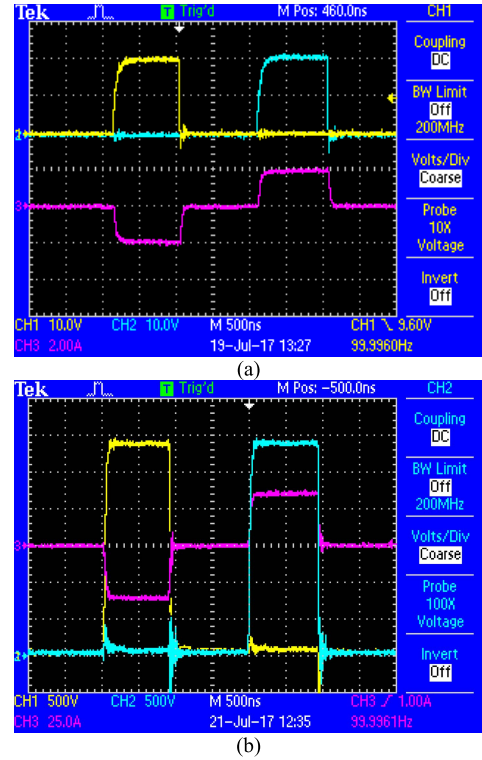 Tek T Trig'd M Pos: 460.0ns CH1
Coupling
DC
BW Limit
Off
200MHz
Volts/Div
Coarse
Probe
10X
Voltage
Invert
Off
3
CH1 10.0V CH2 10.0V M 500ns CH1 \ 9.60V
CH3 2.00A 19-Jul-17 13:27 99.9960Hz
(a)
Tek T Trig'd M Pos: -500.0ns CH2
Coupling
DC
BW Limit
Off
200MHz
Volts/Div
Coarse
Probe
100X
Voltage
Invert
Off
3
CH1 500V CH2 500V M 500ns CH3 / 1.00A
CH3 25.0A 21-Jul-17 12:35 99.9961Hz
(b)